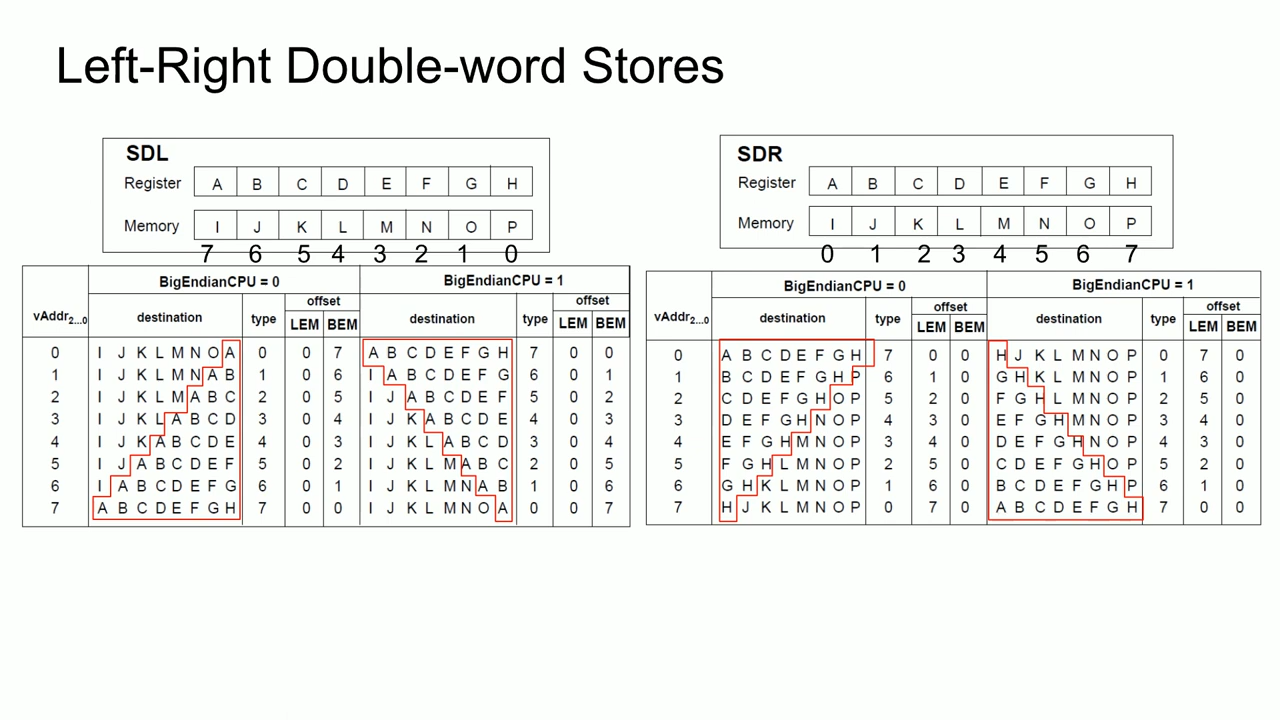 Left-Right Double-word Stores
SDL
Register A B C D E F G H
Memory I J K L M N O P
7 6 5 4 3 2 1 0
BigEndianCPU = 0 BigEndianCPU = 1
vAddr2...0 destination type offset destination type offset
LEM BEM LEM BEM
0 I J K L M N O A 0 0 7 A B C D E F G H 7 0 0
1 I J K L M N A B 1 0 6 I A B C D E F G 6 0 1
2 I J K L M A B C 2 0 5 I J A B C D E F 5 0 2
3 I J K L A B C D 3 0 4 I J K A B C D E 4 0 3
4 I J K A B C D E 4 0 3 I J K L A B C D 3 0 4
5 I J A B C D E F 5 0 2 I J K L M A B C 2 0 5
6 I A B C D E F G 6 0 1 I J K L M N A B 1 0 6
7 A B C D E F G H 7 0 0 I J K L M N O A 0 0 7
SDR
Register A B C D E F G H
Memory I J K L M N O P
0 1 2 3 4 5 6 7
BigEndianCPU = 0 BigEndianCPU = 1
vAddr2...0 destination type offset destination type offset
LEM BEM LEM BEM
0 A B C D E F G H 7 0 0 H J K L M N O P 0 7 0
1 B C D E F G H P 6 1 0 G H K L M N O P 1 6 0
2 C D E F G H O P 5 2 0 F G H L M N O P 2 5 0
3 D E F G H N O P 4 3 0 E F G H M N O P 3 4 0
4 E F G H M N O P 3 4 0 D E F G H N O P 4 3 0
5 F G H L M N O P 2 5 0 C D E F G H O P 5 2 0
6 G H K L M N O P 1 6 0 B C D E F G H P 6 1 0
7 H J K L M N O P 0 7 0 A B C D E F G H 7 0 0